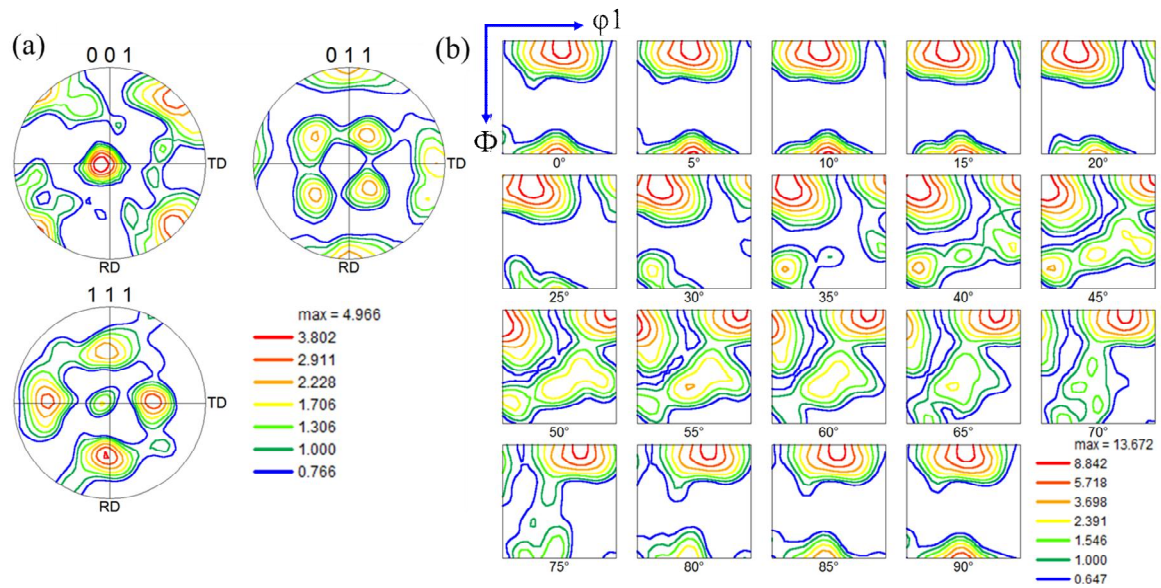 (a)
0 0 1
TD
RD
0 1 1
TD
RD
1 1 1
TD
RD
max = 4.966
3.802
2.911
2.228
1.706
1.306
1.000
0.766
(b)
φ1
Φ
0° 5° 10° 15° 20°
25° 30° 35° 40° 45°
50° 55° 60° 65° 70°
75° 80° 85° 90°
max = 13.672
8.842
5.718
3.698
2.391
1.546
1.000
0.647